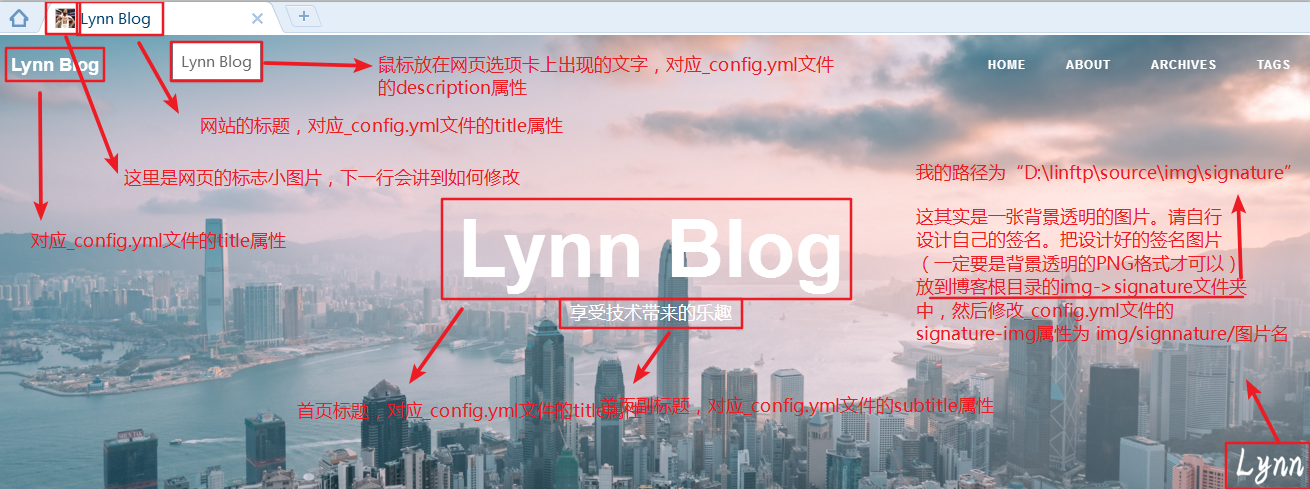 Lynn Blog
Lynn Blog
Lynn Blog
鼠标放在网页选项卡上出现的文字，对应_config.yml文件
的description属性
HOME
ABOUT
ARCHIVES
TAGS
网站的标题，对应_config.yml文件的title属性
这里是网页的标志小图片，下一行会讲到如何修改
我的路径为“D:\linftp\source\img\signature”
对应_config.yml文件的title属性
这其实是一张背景透明的图片。请自行
设计自己的签名。把设计好的签名图片
（一定要是背景透明的PNG格式才可以）
放到博客根目录的img->signature文件夹
中，然后修改_config.yml文件的
signature-img属性为 img/signnature/图片名
Lynn Blog
享受技术带来的乐趣
首页标题，对应_config.yml文件的title属性
首页副标题，对应_config.yml文件的subtitle属性
Lynn